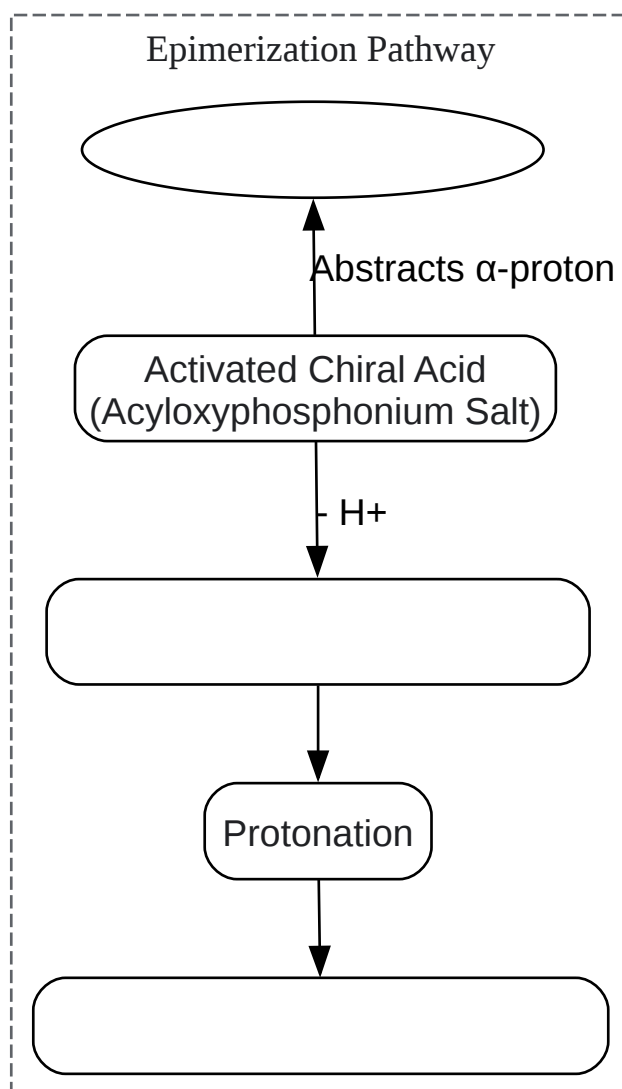 Epimerization Pathway
Abstracts α-proton
Activated Chiral Acid
(Acyloxyphosphonium Salt)
- H+
Protonation